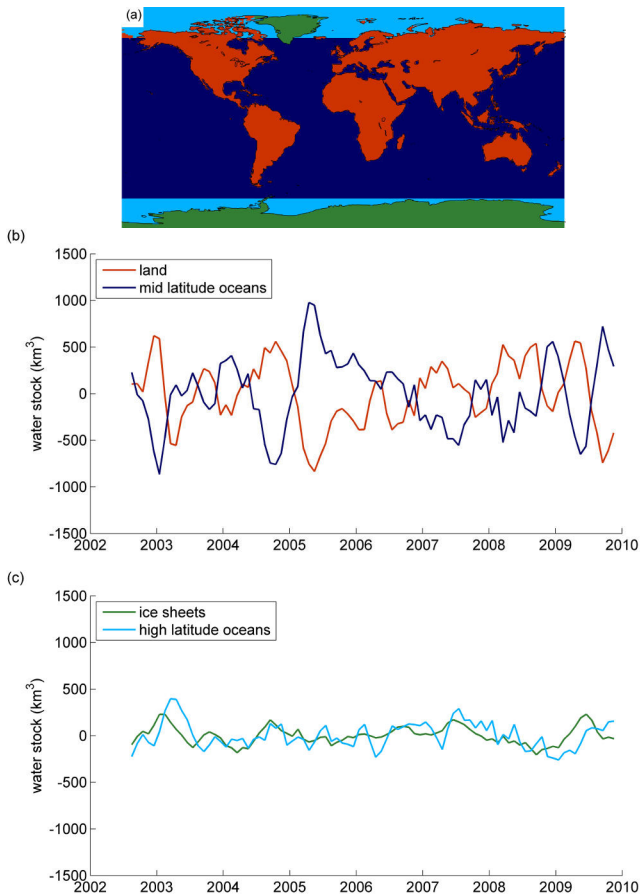 (a)
(b)
1500
land
mid latitude oceans
1000
500
0
-500
-1000
-1500
water stock (km³)
2002 2003 2004 2005 2006 2007 2008 2009 2010
(c)
1500
ice sheets
high latitude oceans
1000
500
0
-500
-1000
-1500
water stock (km³)
2002 2003 2004 2005 2006 2007 2008 2009 2010